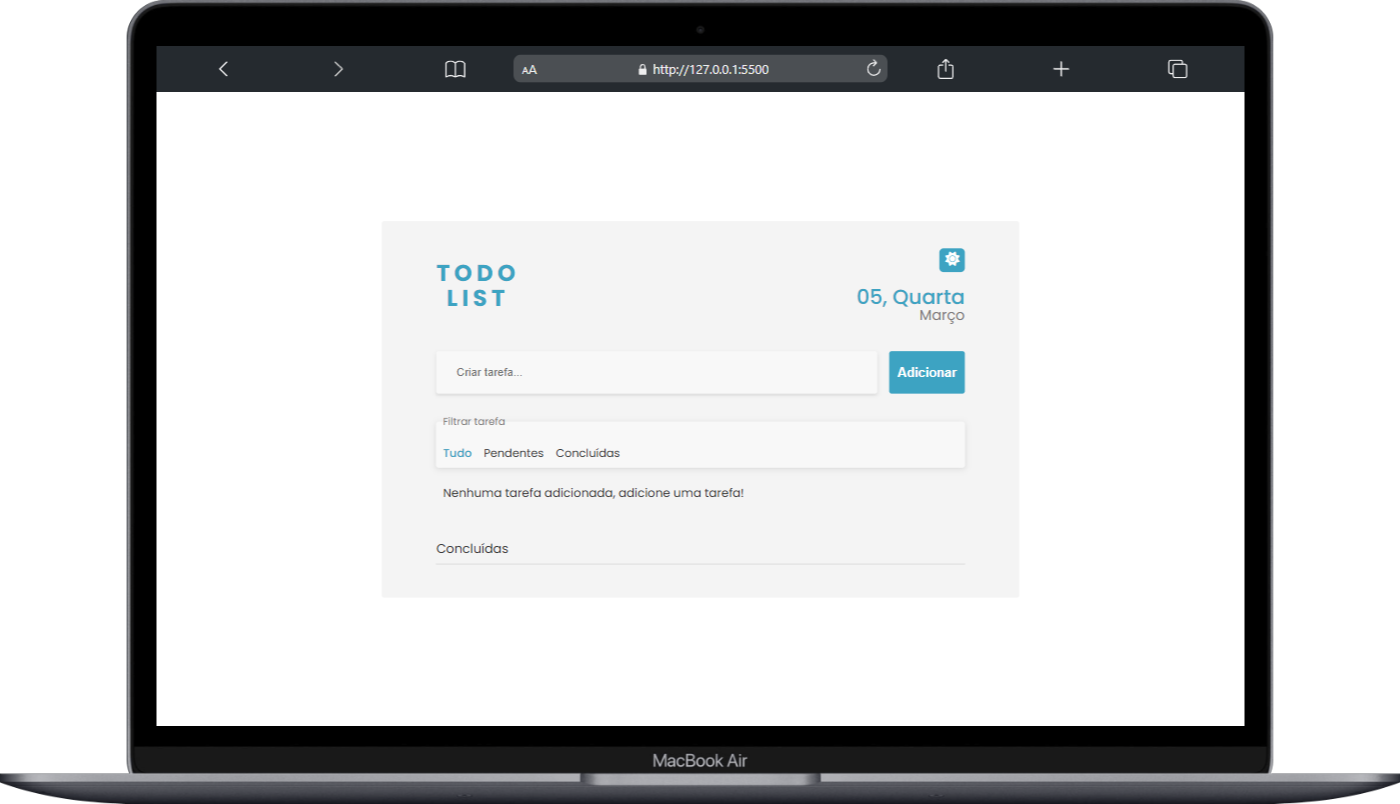 AA
http://127.0.0.1:5500
TODO
LIST
05, Quarta
Março
Criar tarefa...
Adicionar
Filtrar tarefa
Tudo Pendentes Concluídas
Nenhuma tarefa adicionada, adicione uma tarefa!
Concluídas
MacBook Air